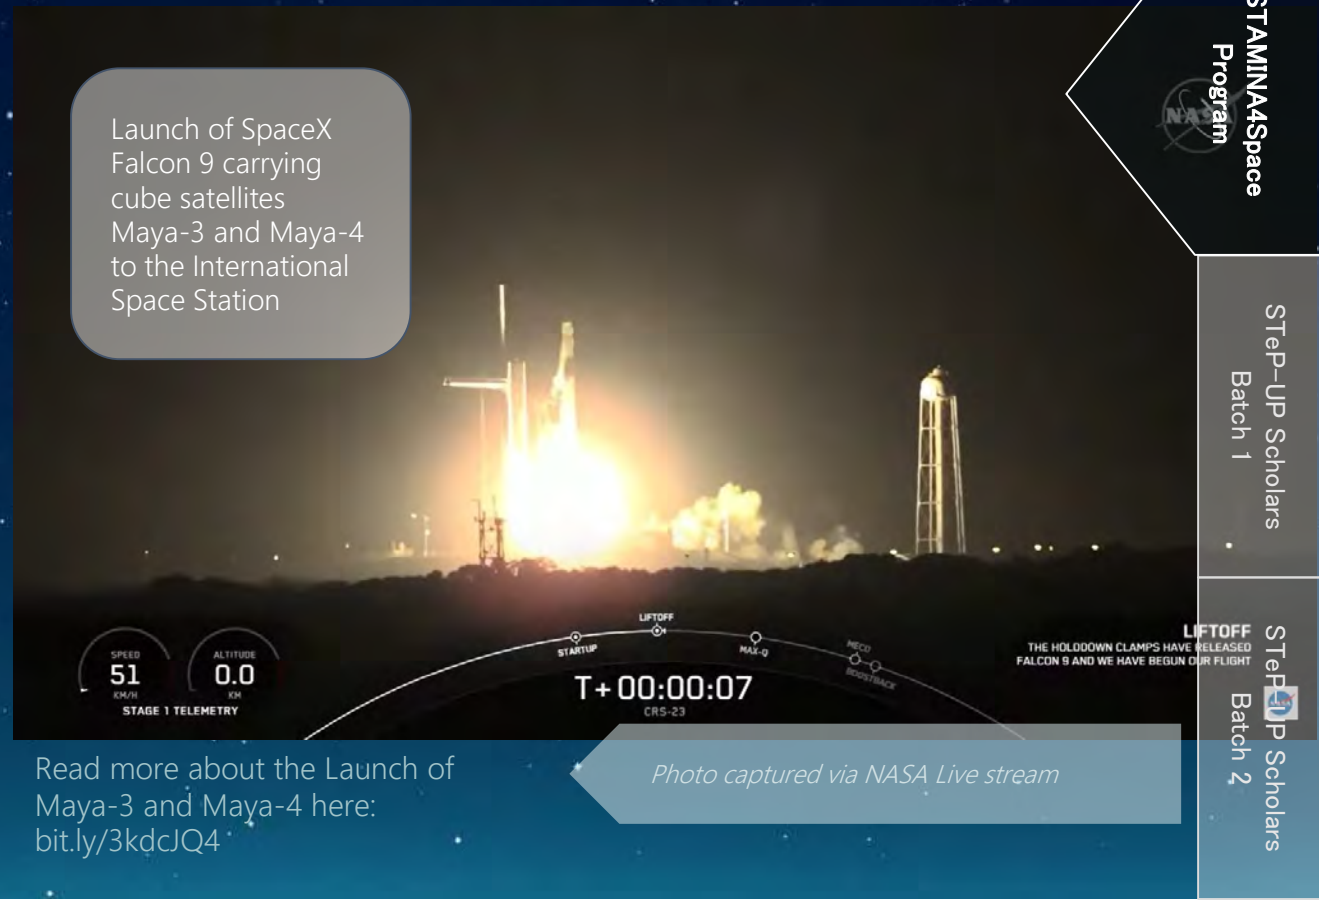 Launch of SpaceX
Falcon 9 carrying
cube satellites
Maya-3 and Maya-4
to the International
Space Station
STAMINA4Space
Program
NASA
STeP-UP Scholars
Batch 1
STeP-UP Scholars
Batch 2
LIFTOFF
STARTUP
MAX-Q
MECO
BOOSTBACK
SPEED
51
KM/H
ALTITUDE
0.0
KM
STAGE 1 TELEMETRY
T+00:00:07
CRS-23
LIFTOFF
THE HOLDDOWN CLAMPS HAVE RELEASED
FALCON 9 AND WE HAVE BEGUN OUR FLIGHT
Read more about the Launch of
Maya-3 and Maya-4 here:
bit.ly/3kdcJQ4
Photo captured via NASA Live stream